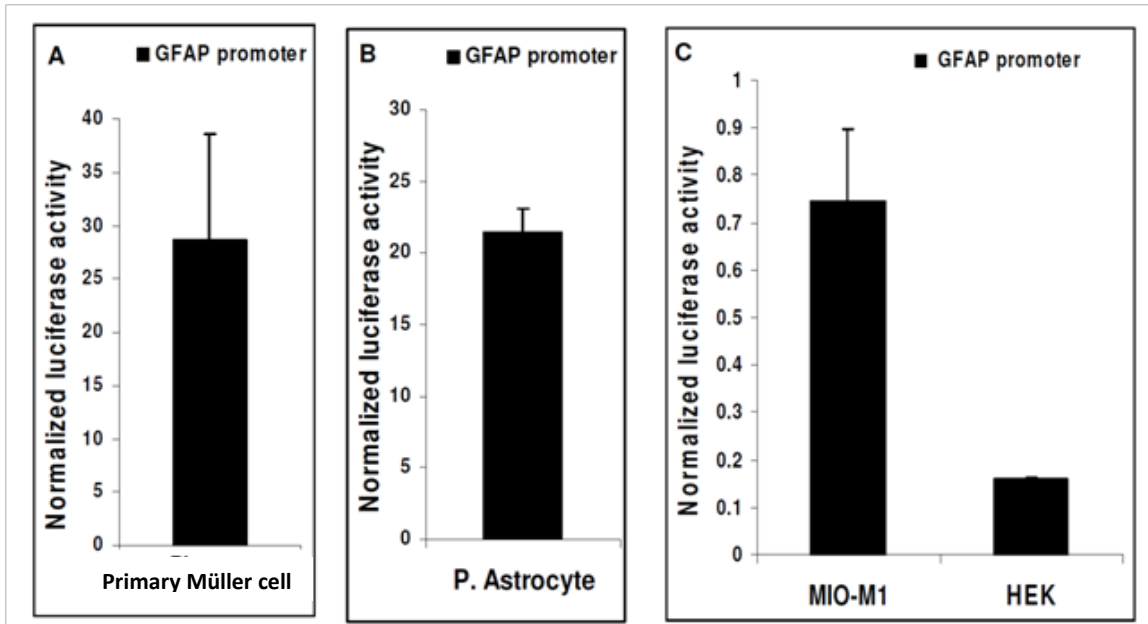 A
GFAP promoter
Normalized luciferase activity
40
35
30
25
20
15
10
5
0
Primary Müller cell
B
GFAP promoter
Normalized luciferase activity
30
25
20
15
10
5
0
P. Astrocyte
C
GFAP promoter
Normalized luciferase activity
1
0.9
0.8
0.7
0.6
0.5
0.4
0.3
0.2
0.1
0
MIO-M1 HEK